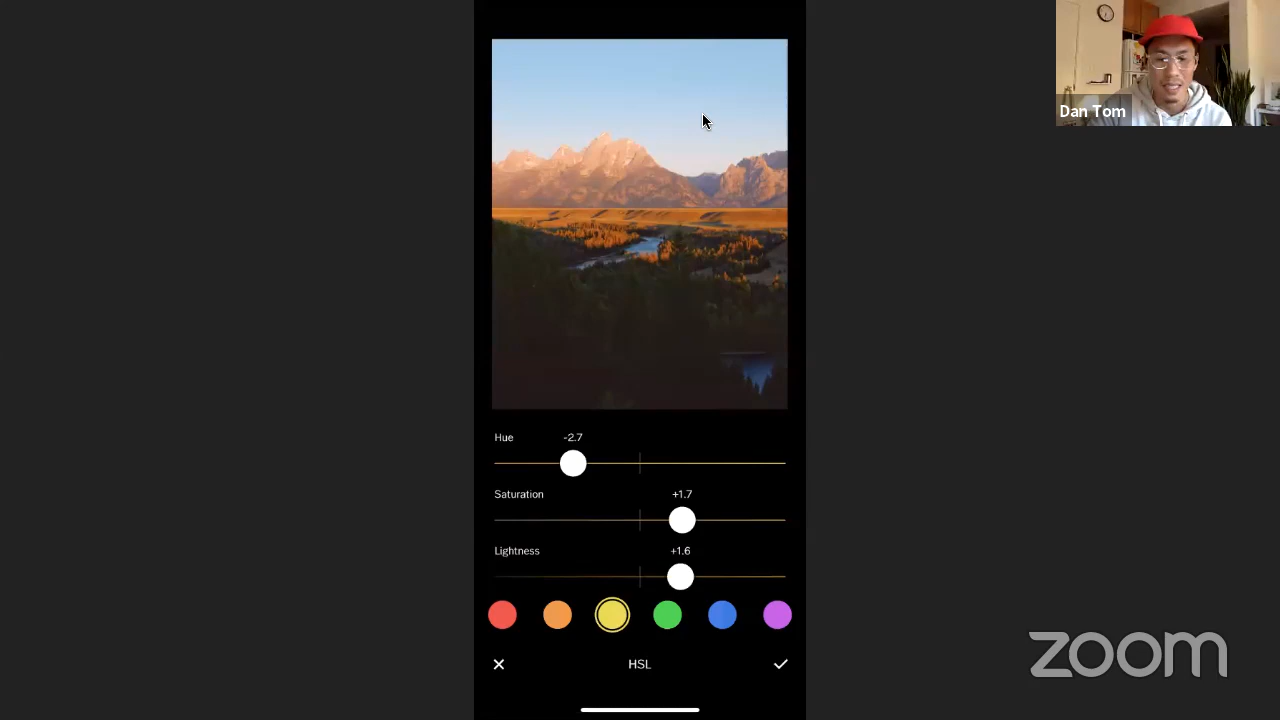 Dan Tom
Hue -2.7
Saturation +1.7
Lightness +1.6
HSL
zoom